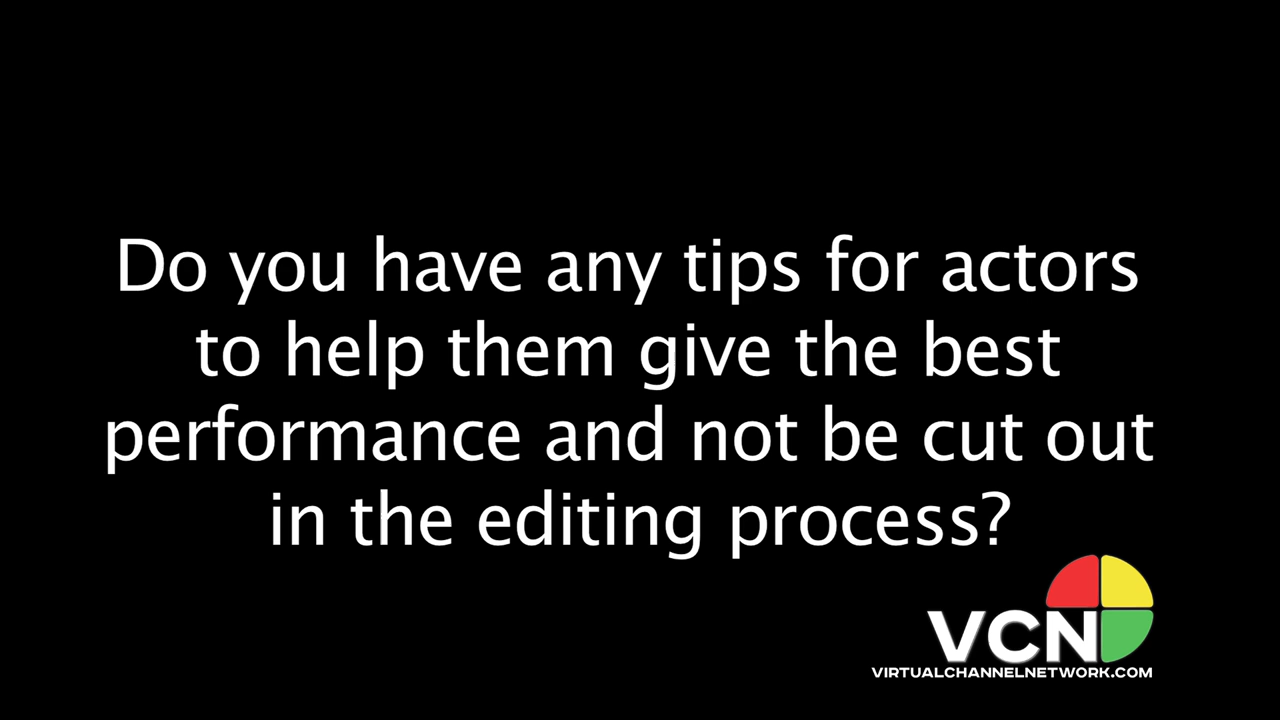 Do you have any tips for actors
to help them give the best
performance and not be cut out
in the editing process?
VCN
VIRTUALCHANNELNETWORK.COM